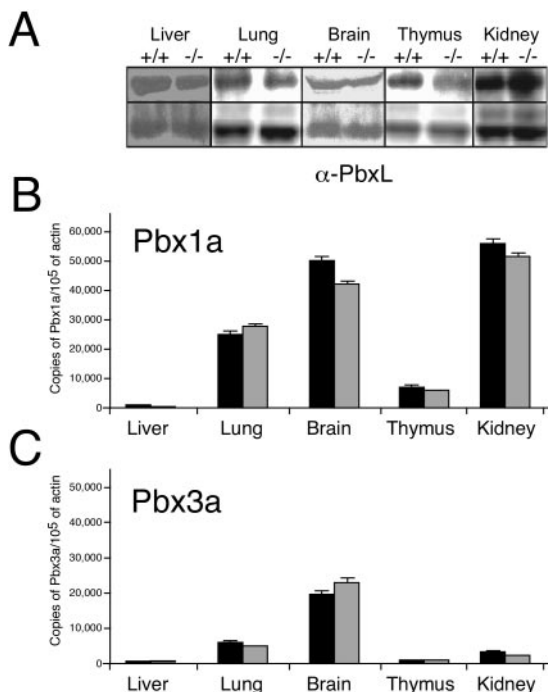 A
Liver Lung Brain Thymus Kidney
+/+ -/- +/+ -/- +/+ -/- +/+ -/- +/+ -/-
α-PbxL
B
Pbx1a
Copies of Pbx1a/10⁵ of actin
60,000
50,000
40,000
30,000
20,000
10,000
0
Liver Lung Brain Thymus Kidney
C
Pbx3a
Copies of Pbx3a/10⁵ of actin
50,000
40,000
30,000
20,000
10,000
0
Liver Lung Brain Thymus Kidney